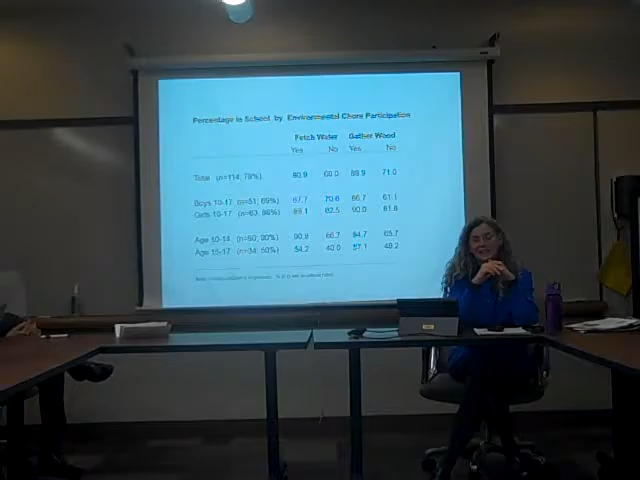 Percentage in School by Environmental Chore Participation
Fetch Water Gather Wood
Yes No Yes No
Total (n=114; 78%) 80.9 60.0 88.9 71.0
Boys 10-17 (n=51; 69%) 67.7 70.6 86.7 61.1
Girls 10-17 (n=63; 86%) 89.1 62.5 90.0 81.8
Age 10-14 (n=80; 90%) 90.8 66.7 94.7 85.7
Age 15-17 (n=34; 50%) 54.2 40.0 57.1 48.2